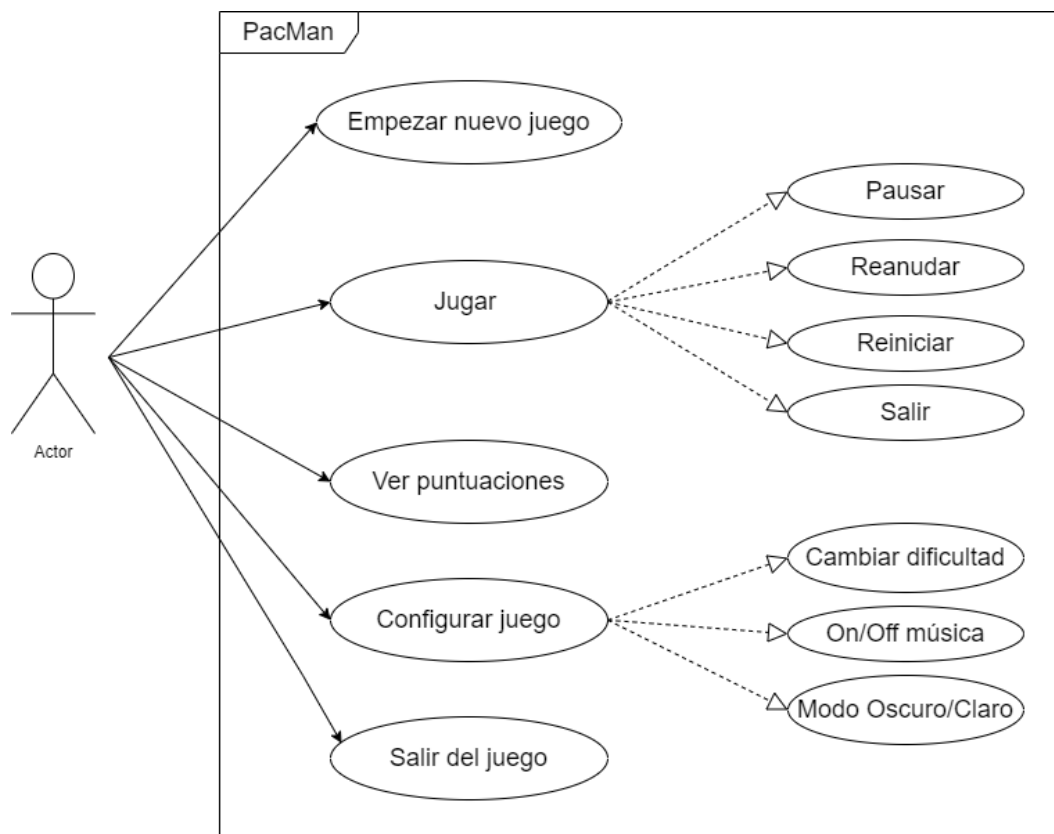 PacMan
Empezar nuevo juego
Pausar
Reanudar
Jugar
Reiniciar
Salir
Actor
Ver puntuaciones
Cambiar dificultad
Configurar juego
On/Off música
Modo Oscuro/Claro
Salir del juego